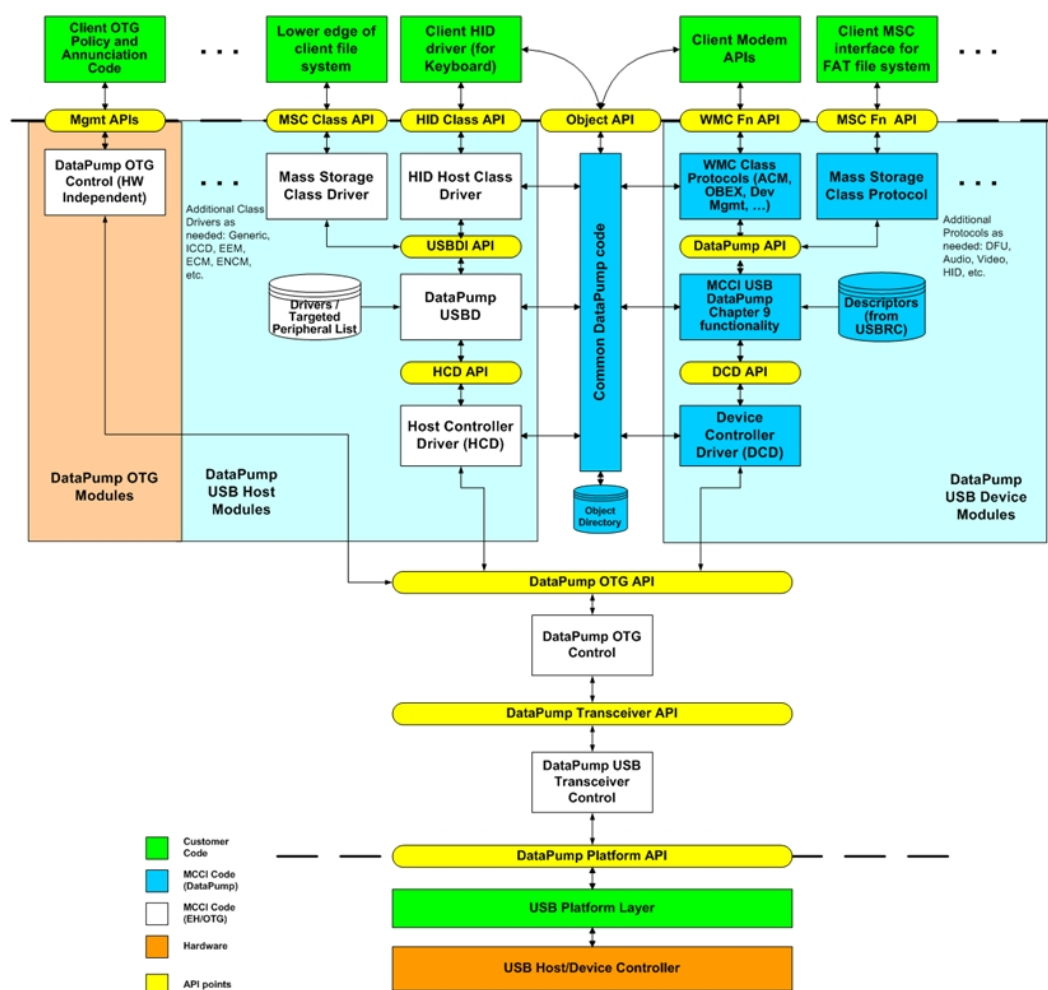 Client OTG
Policy and
Annunciation
Code
. . .
Lower edge of
client file
system
Client HID
driver (for
Keyboard)
Client Modem
APIs
Client MSC
interface for
FAT file system
. . .
Mgmt APIs
MSC Class API
HID Class API
Object API
WMC Fn API
MSC Fn API
DataPump OTG
Control (HW
Independent)
. . .
Additional Class
Drivers as
needed: Generic,
ICCD, EEM,
ECM, ENCM,
etc.
Mass Storage
Class Driver
HID Host Class
Driver
Common DataPump code
WMC Class
Protocols (ACM,
OBEX, Dev
Mgmt, ...)
Mass Storage
Class Protocol
. . .
Additional
Protocols as
needed: DFU,
Audio, Video,
HID, etc.
USBDI API
DataPump API
Drivers /
Targeted
Peripheral List
DataPump
USBD
MCCI USB
DataPump
Chapter 9
functionality
Descriptors
(from
USBRC)
HCD API
DCD API
Host Controller
Driver (HCD)
Device
Controller
Driver (DCD)
DataPump OTG
Modules
DataPump
USB Host
Modules
Object
Directory
DataPump
USB Device
Modules
DataPump OTG API
DataPump OTG
Control
DataPump Transceiver API
DataPump USB
Transceiver
Control
DataPump Platform API
USB Platform Layer
USB Host/Device Controller
Customer
Code
MCCI Code
(DataPump)
MCCI Code
(EH/OTG)
Hardware
API points